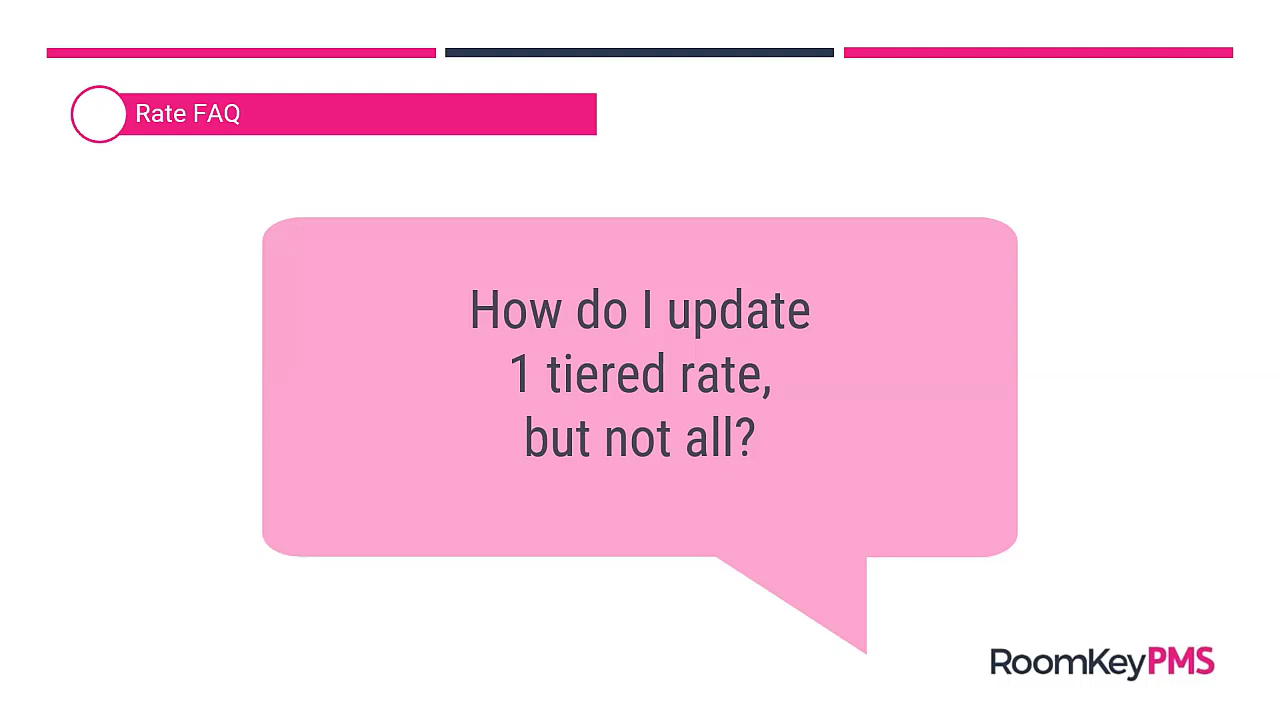 Rate FAQ
How do I update
1 tiered rate,
but not all?
RoomKeyPMS